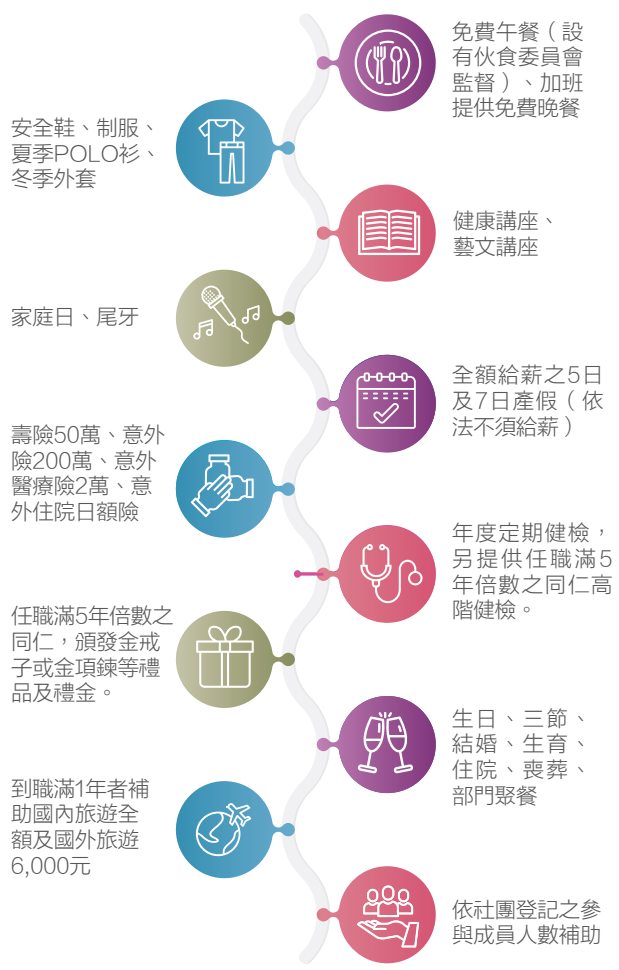 免費午餐（設
有伙食委員會
監督）、加班
提供免費晚餐
安全鞋、制服、
夏季POLO衫、
冬季外套
健康講座、
藝文講座
家庭日、尾牙
全額給薪之5日
及7日產假（依
法不須給薪）
壽險50萬、意外
險200萬、意外
醫療險2萬、意
外住院日額險
年度定期健檢，
另提供任職滿5
年倍數之同仁高
階健檢。
任職滿5年倍數之
同仁，頒發金戒
子或金項鍊等禮
品及禮金。
生日、三節、
結婚、生育、
住院、喪葬、
部門聚餐
到職滿1年者補
助國內旅遊全
額及國外旅遊
6,000元
依社團登記之參
與成員人數補助